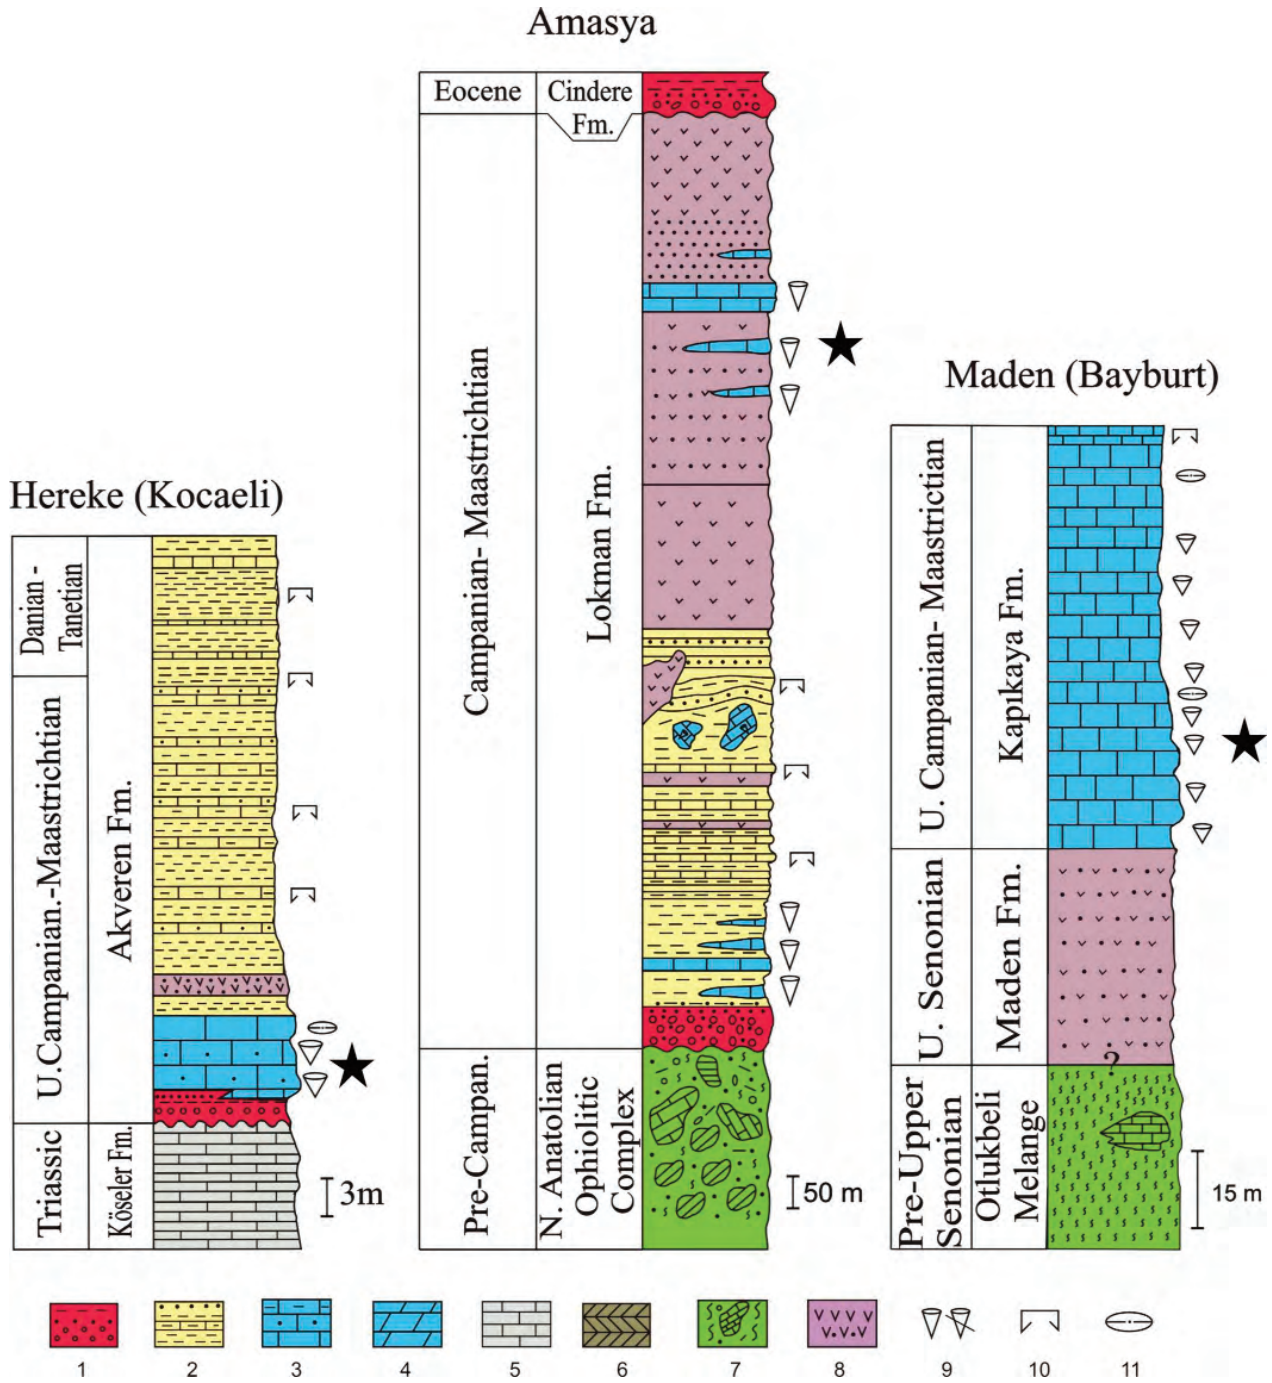 Amasya
Eocene
Cindere
Fm.
Campanian- Maastrichtian
Lokman Fm.
Pre-Campan.
N. Anatolian
Ophiolitic
Complex
50 m
Hereke (Kocaeli)
Danian -
Tanetian
U.Campanian.-Maastrichtian
Akveren Fm.
Triassic
Köseler Fm.
3m
Maden (Bayburt)
U. Campanian- Maastrictian
Kapikaya Fm.
U. Senonian
Maden Fm.
?
Pre-Upper
Senonian
Otlukbeli
Melange
15 m
1 2 3 4 5 6 7 8 9 10 11